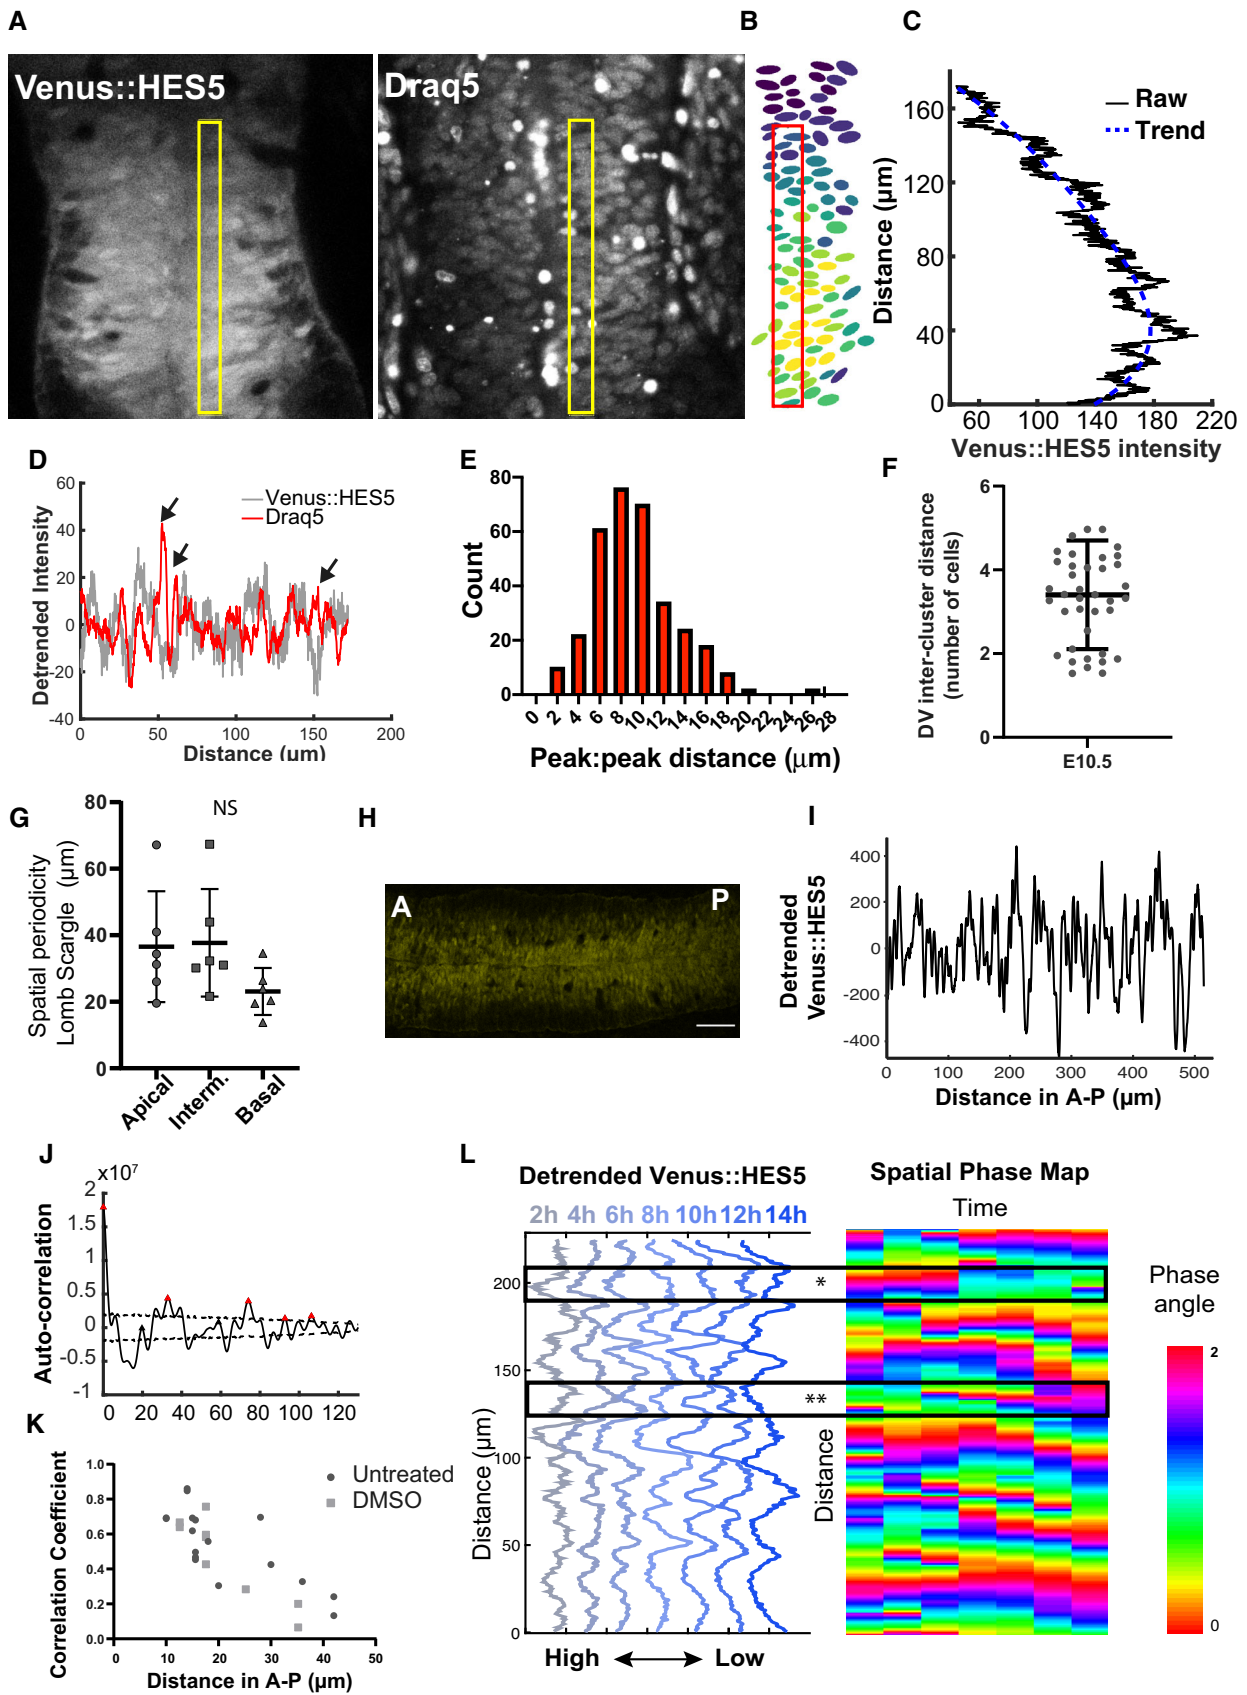 A
B
C
Venus::HES5
Draq5
Distance (µm)
160
120
80
40
0
Raw
Trend
60 100 140 180 220
Venus::HES5 intensity
D
Detrended Intensity
60
40
20
0
-20
-40
Venus::HES5
Draq5
0 50 100 150 200
Distance (µm)
E
Count
80
60
40
20
0
0 2 4 6 8 10 12 14 16 18 20 22 24 26 28
Peak:peak distance (µm)
F
DV inter-cluster distance
(number of cells)
6
4
2
0
E10.5
G
Spatial periodicity
Lomb Scargle (µm)
80
60
40
20
0
NS
Apical Interm. Basal
H
A P
I
Detrended
Venus::HES5
400
200
0
-200
-400
0 100 200 300 400 500
Distance in A-P (µm)
J
x10⁷
Auto-correlation
2
1.5
1
0.5
0
-0.5
-1
0 20 40 60 80 100 120
K
Correlation Coefficient
1.0
0.8
0.6
0.4
0.2
0.0
Untreated
DMSO
0 10 20 30 40 50
Distance in A-P (µm)
L
Detrended Venus::HES5
2h 4h 6h 8h 10h 12h 14h
Distance (µm)
200
150
100
50
0
*
**
High Low
Spatial Phase Map
Time
Distance
Phase
angle
2
0